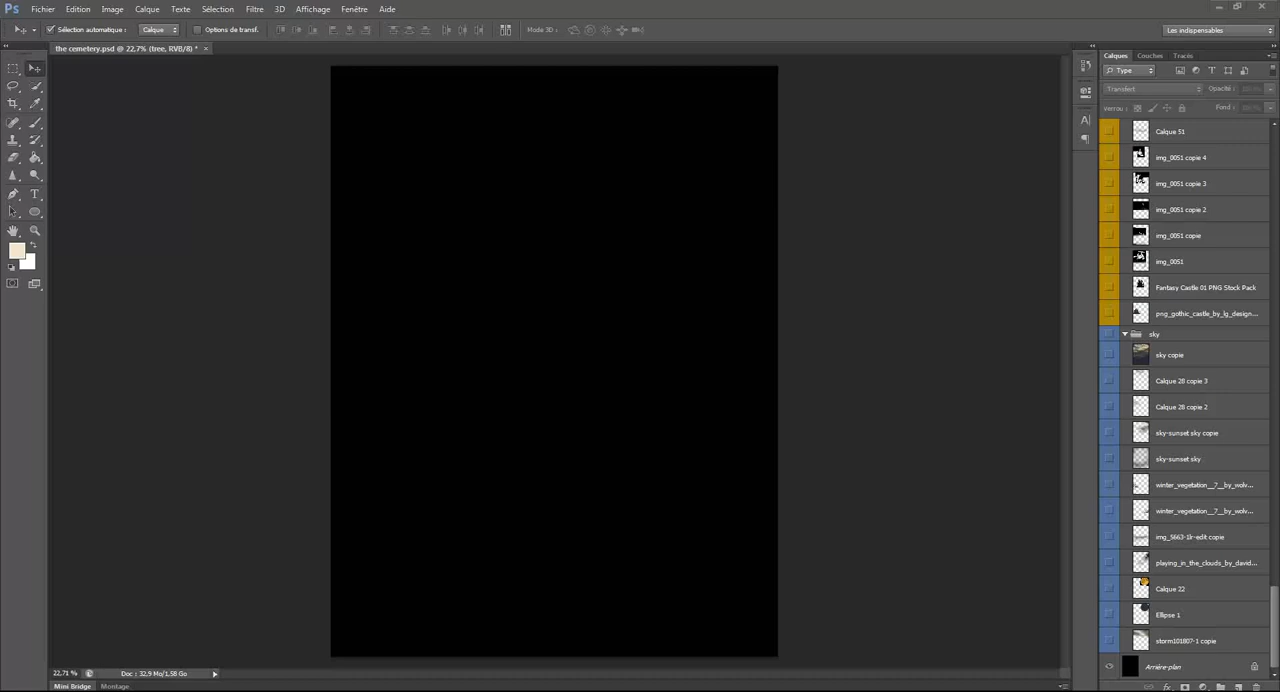 Ps Fichier Edition Image Calque Texte Sélection Filtre 3D Affichage Fenêtre Aide
Sélection automatique : Calque Options de transf. Mode 3D : Les indispensables
the cemetery.psd @ 22,7% (tree, RVB/8) * ×
Calques Couches Tracés
Type
Transfert Opacité :
Verrou : Fond :
Calque 51
img_0051 copie 4
img_0051 copie 3
img_0051 copie 2
img_0051 copie
img_0051
Fantasy Castle 01 PNG Stock Pack
png_gothic_castle_by_lg_design...
sky
sky copie
Calque 28 copie 3
Calque 28 copie 2
sky-sunset sky copie
sky-sunset sky
winter_vegetation__7__by_wolv...
winter_vegetation__7__by_wolv...
img_5663-1lr-edit copie
playing_in_the_clouds_by_david...
Calque 22
Ellipse 1
storm101807-1 copie
Arrière-plan
22,71 % Doc : 32,9 Mo/1,58 Go
Mini Bridge Montage